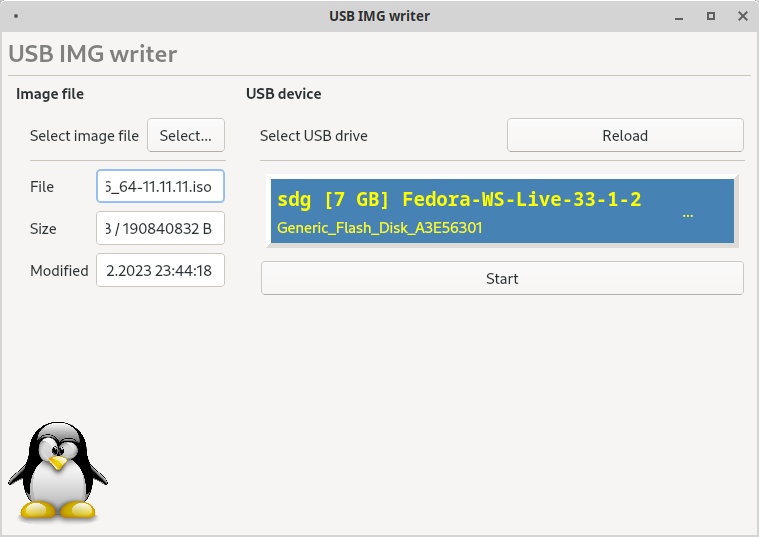 USB IMG writer
USB IMG writer
Image file
Select image file
Select...
File
6_64-11.11.11.iso
Size
B / 190840832 B
Modified
2.2023 23:44:18
USB device
Select USB drive
Reload
sdg [7 GB] Fedora-WS-Live-33-1-2
...
Generic_Flash_Disk_A3E56301
Start